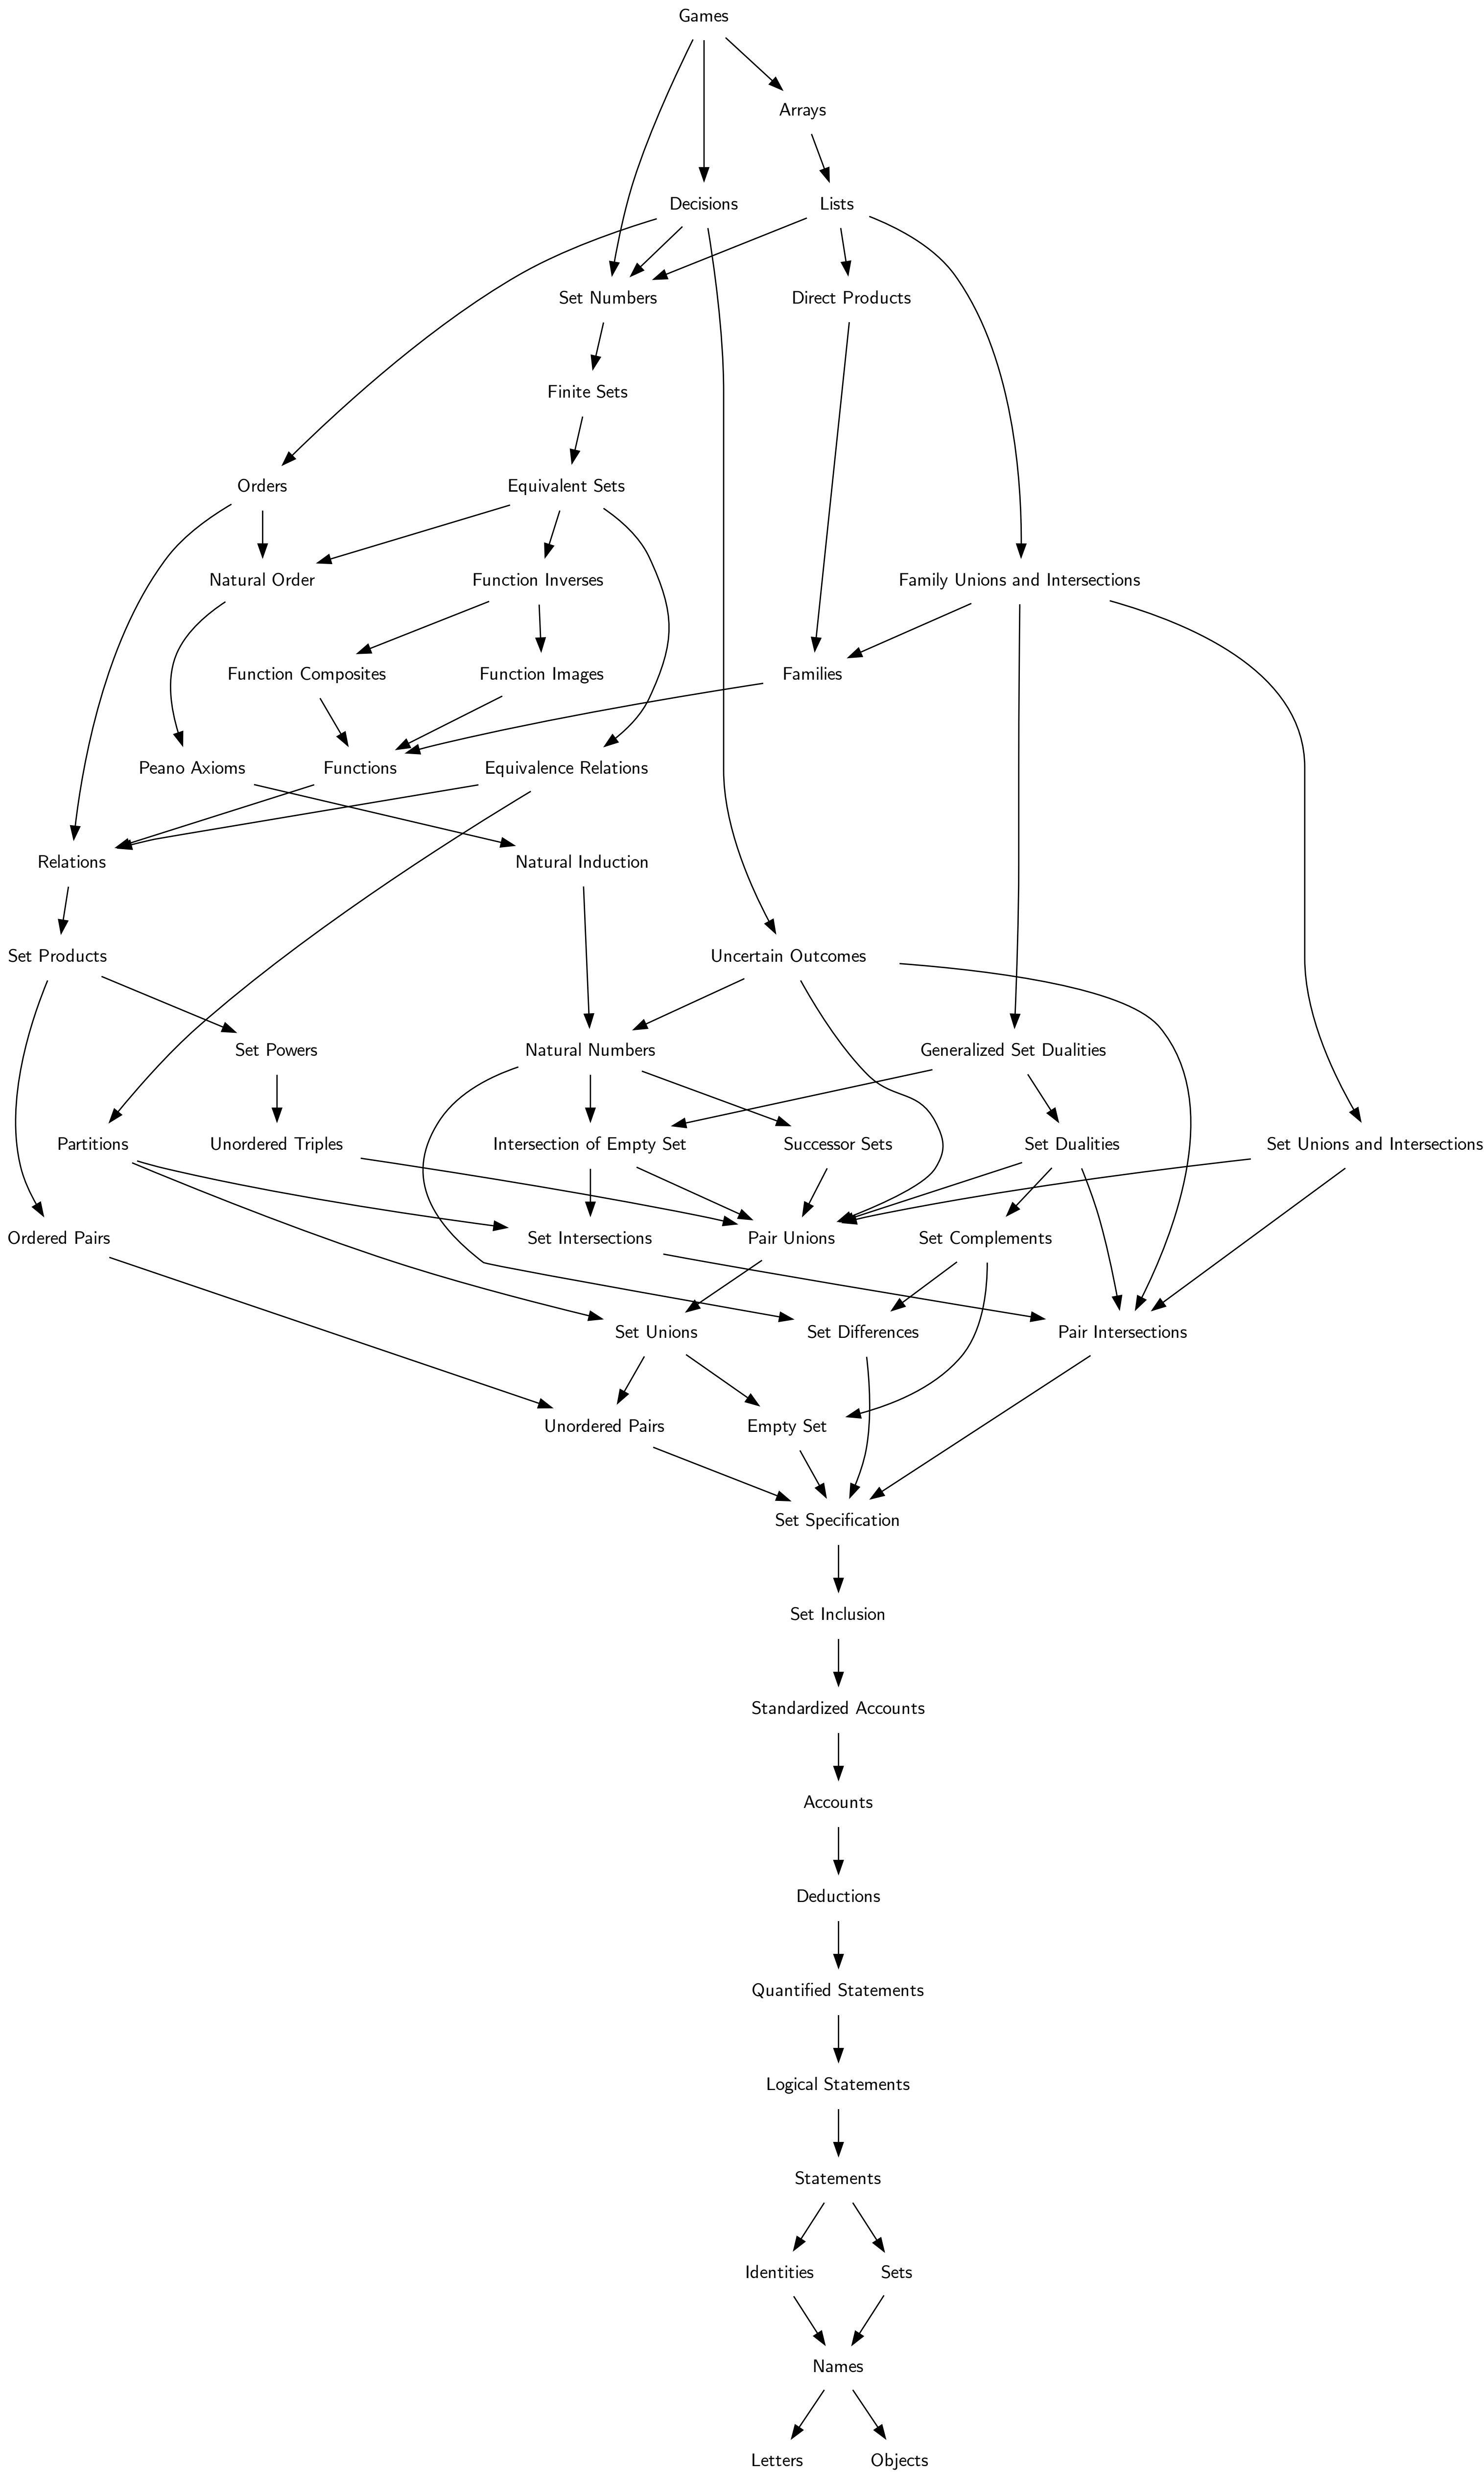 Games
Arrays
Decisions
Lists
Set Numbers
Direct Products
Finite Sets
Orders
Equivalent Sets
Natural Order
Function Inverses
Family Unions and Intersections
Function Composites
Function Images
Families
Peano Axioms
Functions
Equivalence Relations
Relations
Natural Induction
Set Products
Uncertain Outcomes
Set Powers
Natural Numbers
Generalized Set Dualities
Partitions
Unordered Triples
Intersection of Empty Set
Successor Sets
Set Dualities
Set Unions and Intersections
Ordered Pairs
Set Intersections
Pair Unions
Set Complements
Set Unions
Set Differences
Pair Intersections
Unordered Pairs
Empty Set
Set Specification
Set Inclusion
Standardized Accounts
Accounts
Deductions
Quantified Statements
Logical Statements
Statements
Identities
Sets
Names
Letters
Objects